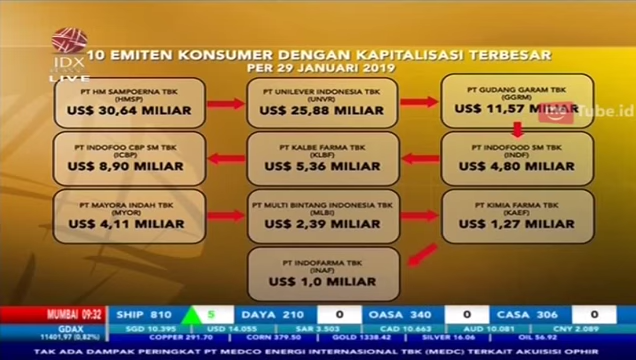 IDX
LIVE
10 EMITEN KONSUMER DENGAN KAPITALISASI TERBESAR
PER 29 JANUARI 2019
PT HM SAMPOERNA TBK
(HMSP)
US$ 30,64 MILIAR
PT UNILEVER INDONESIA TBK
(UNVR)
US$ 25,88 MILIAR
PT GUDANG GARAM TBK
(GGRM)
US$ 11,57 MILIAR
Tube.id
PT INDOFOO CBP SM TBK
(ICBP)
US$ 8,90 MILIAR
PT KALBE FARMA TBK
(KLBF)
US$ 5,36 MILIAR
PT INDOFOOD SM TBK
(INDF)
US$ 4,80 MILIAR
PT MAYORA INDAH TBK
(MYOR)
US$ 4,11 MILIAR
PT MULTI BINTANG INDONESIA TBK
(MLBI)
US$ 2,39 MILIAR
PT KIMIA FARMA TBK
(KAEF)
US$ 1,27 MILIAR
PT INDOFARMA TBK
(INAF)
US$ 1,0 MILIAR
MUMBAI 09:32 SHIP 810 5 DAYA 210 0 OASA 340 0 CASA 306 0
GDAX SGD 10.395 USD 14.055 SAR 3.503 CAD 10.663 AUD 10.081 CNY 2.089
11401,97 (0,82%) COPPER 291.70 CORN 379.50 GOLD 1338.42 SILVER 16.06 OIL 56.92
TAK ADA DAMPAK PERINGKAT PT MEDCO ENERGI INTERNASIONAL TBK (MEDC) TERKAIT AKUISI OPHIR